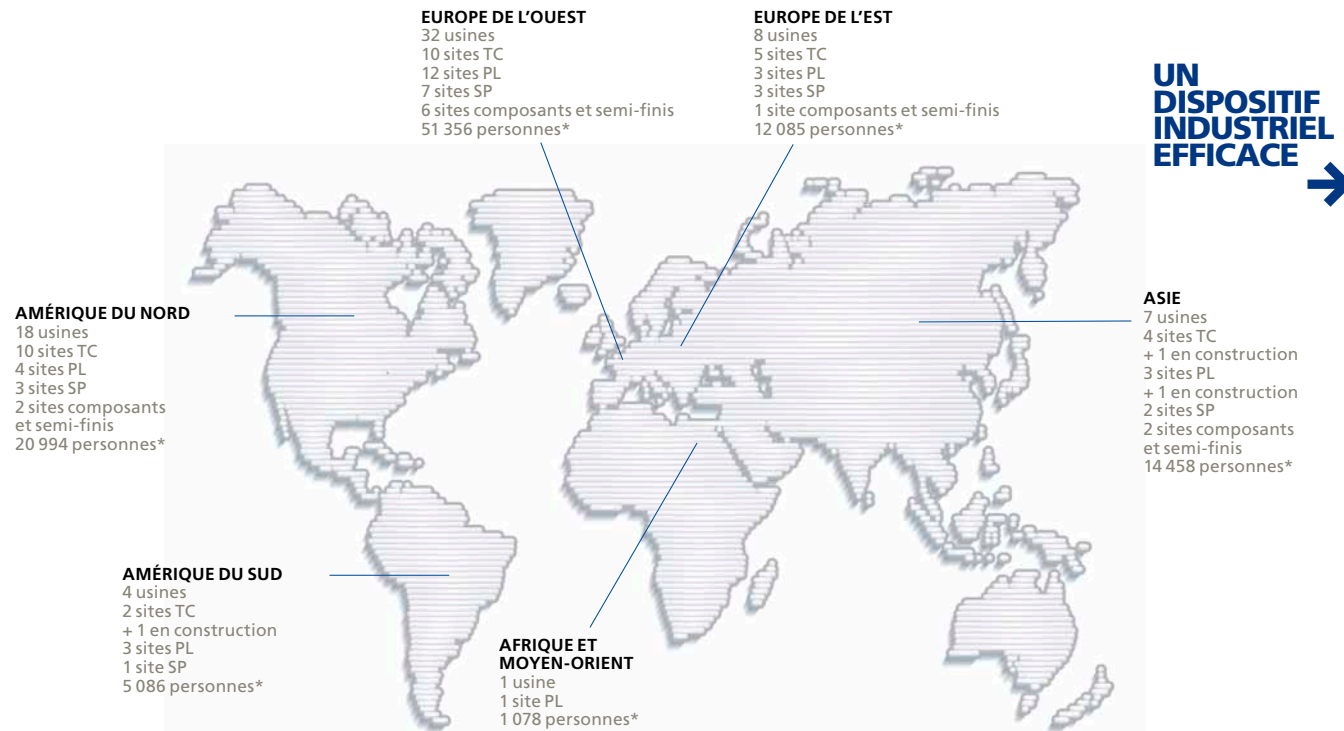 EUROPE DE L'OUEST
32 usines
10 sites TC
12 sites PL
7 sites SP
6 sites composants et semi-finis
51 356 personnes*
EUROPE DE L'EST
8 usines
5 sites TC
3 sites PL
3 sites SP
1 site composants et semi-finis
12 085 personnes*
UN
DISPOSITIF
INDUSTRIEL
EFFICACE
AMÉRIQUE DU NORD
18 usines
10 sites TC
4 sites PL
3 sites SP
2 sites composants
et semi-finis
20 994 personnes*
ASIE
7 usines
4 sites TC
+ 1 en construction
3 sites PL
+ 1 en construction
2 sites SP
2 sites composants
et semi-finis
14 458 personnes*
AMÉRIQUE DU SUD
4 usines
2 sites TC
+ 1 en construction
3 sites PL
1 site SP
5 086 personnes*
AFRIQUE ET
MOYEN-ORIENT
1 usine
1 site PL
1 078 personnes*